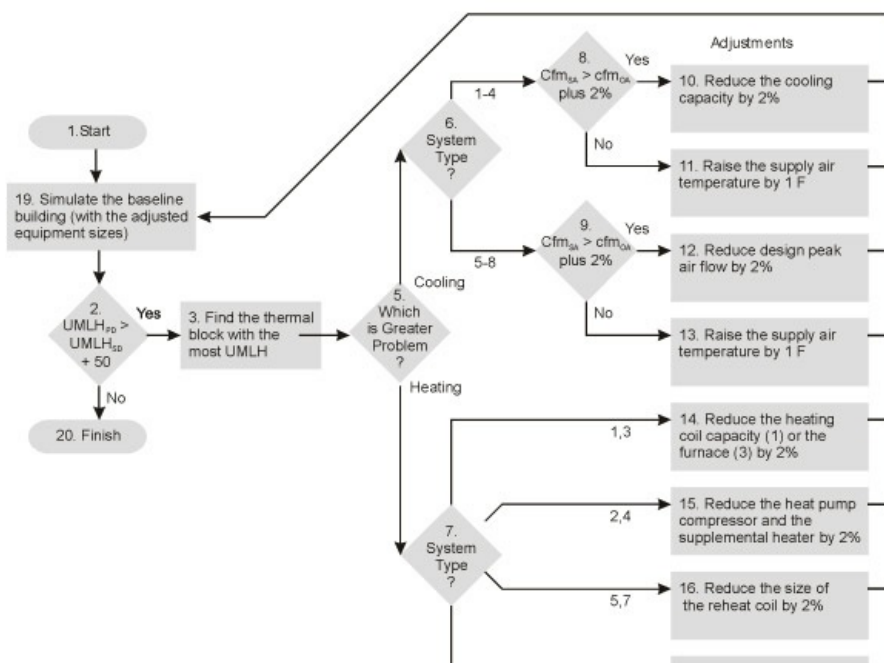 Adjustments
1.Start
19. Simulate the baseline
building (with the adjusted
equipment sizes)
2.
UMLHPD >
UMLHSD
+ 50
Yes
No
20. Finish
3. Find the thermal
block with the
most UMLH
5.
Which
is Greater
Problem
?
Cooling
Heating
6.
System
Type
?
1-4
5-8
8.
CfmSA > cfmOA
plus 2%
Yes
No
9.
CfmSA > cfmOA
plus 2%
Yes
No
10. Reduce the cooling
capacity by 2%
11. Raise the supply air
temperature by 1 F
12. Reduce design peak
air flow by 2%
13. Raise the supply air
temperature by 1 F
7.
System
Type
?
1,3
2,4
5,7
14. Reduce the heating
coil capacity (1) or the
furnace (3) by 2%
15. Reduce the heat pump
compressor and the
supplemental heater by 2%
16. Reduce the size of
the reheat coil by 2%